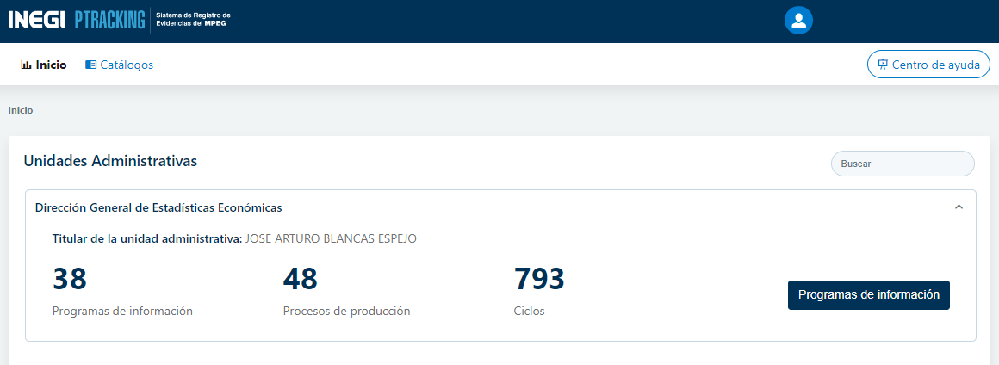 INEGI PTRACKING Sistema de Registro de
Evidencias del MPEG
Inicio Catálogos Centro de ayuda
Inicio
Unidades Administrativas
Buscar
Dirección General de Estadísticas Económicas
Titular de la unidad administrativa: JOSE ARTURO BLANCAS ESPEJO
38 48 793
Programas de información Procesos de producción Ciclos
Programas de información